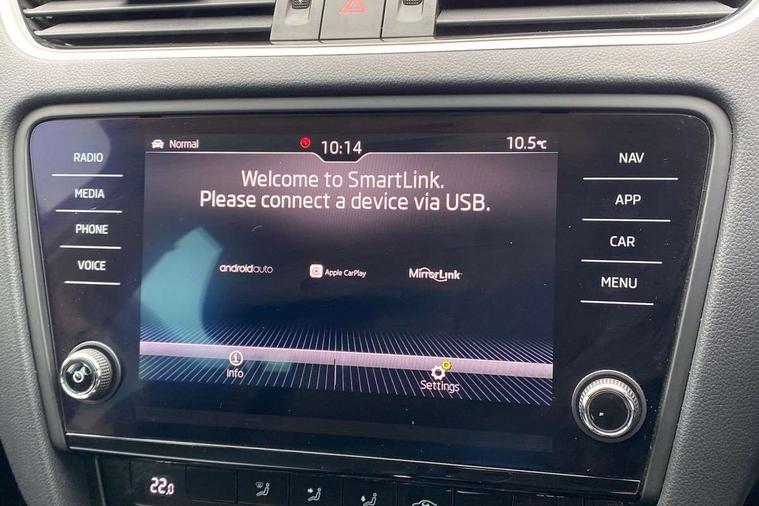 Normal
10:14
10.5°C
Welcome to SmartLink.
Please connect a device via USB.
androidauto
Apple CarPlay
MirrorLink
Info
Settings
RADIO
MEDIA
PHONE
VOICE
NAV
APP
CAR
MENU
22.0